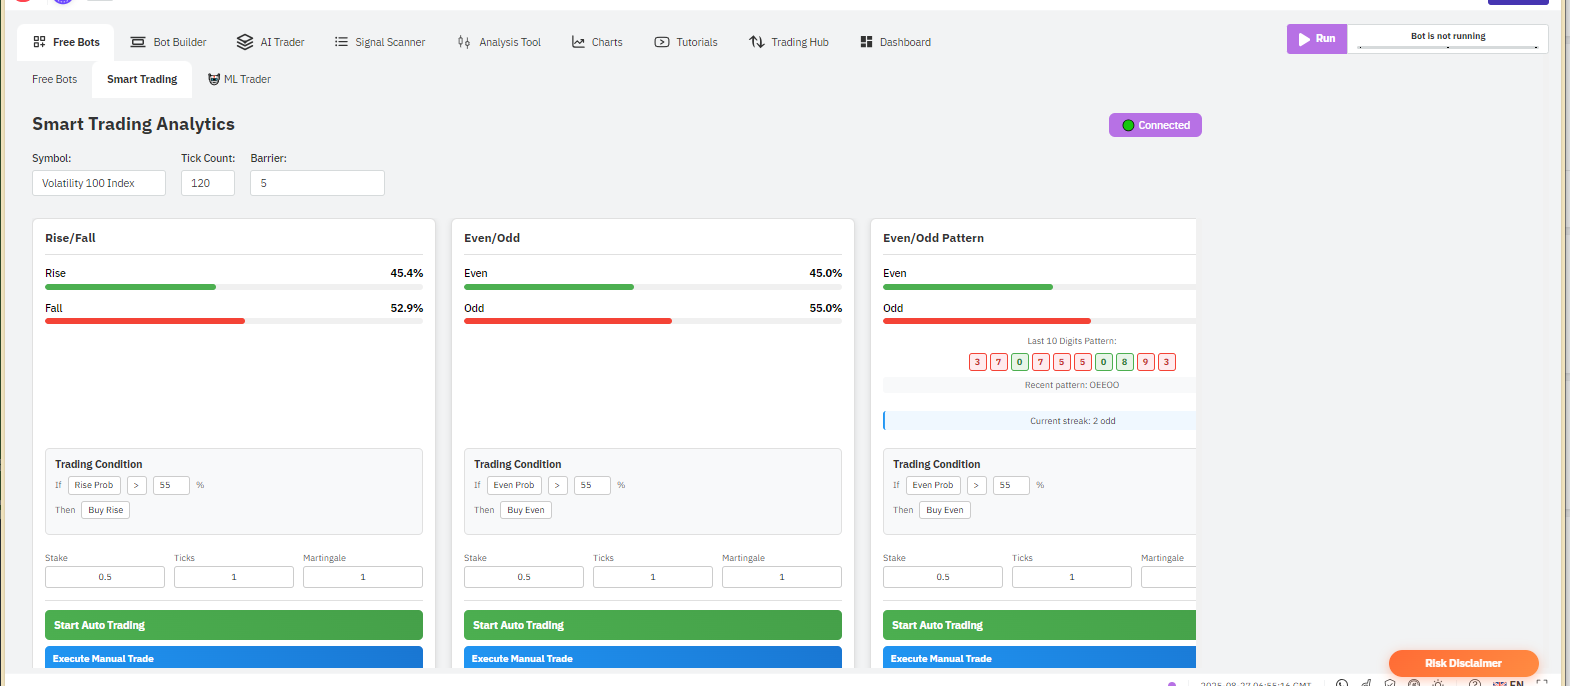 Free Bots Bot Builder AI Trader Signal Scanner Analysis Tool Charts Tutorials Trading Hub Dashboard Run Bot is not running
Free Bots Smart Trading ML Trader
Smart Trading Analytics Connected
Symbol: Tick Count: Barrier:
Volatility 100 Index 120 5
Rise/Fall
Rise 45.4%
Fall 52.9%
Trading Condition
If Rise Prob > 55 %
Then Buy Rise
Stake Ticks Martingale
0.5 1 1
Start Auto Trading
Execute Manual Trade
Even/Odd
Even 45.0%
Odd 55.0%
Trading Condition
If Even Prob > 55 %
Then Buy Even
Stake Ticks Martingale
0.5 1 1
Start Auto Trading
Execute Manual Trade
Even/Odd Pattern
Even
Odd
Last 10 Digits Pattern:
3 7 0 7 5 5 0 8 9 3
Recent pattern: OEEOO
Current streak: 2 odd
Trading Condition
If Even Prob > 55 %
Then Buy Even
Stake Ticks Martingale
0.5 1
Start Auto Trading
Execute Manual Trade
Risk Disclaimer
2025-08-27 06:55:16 GMT EN